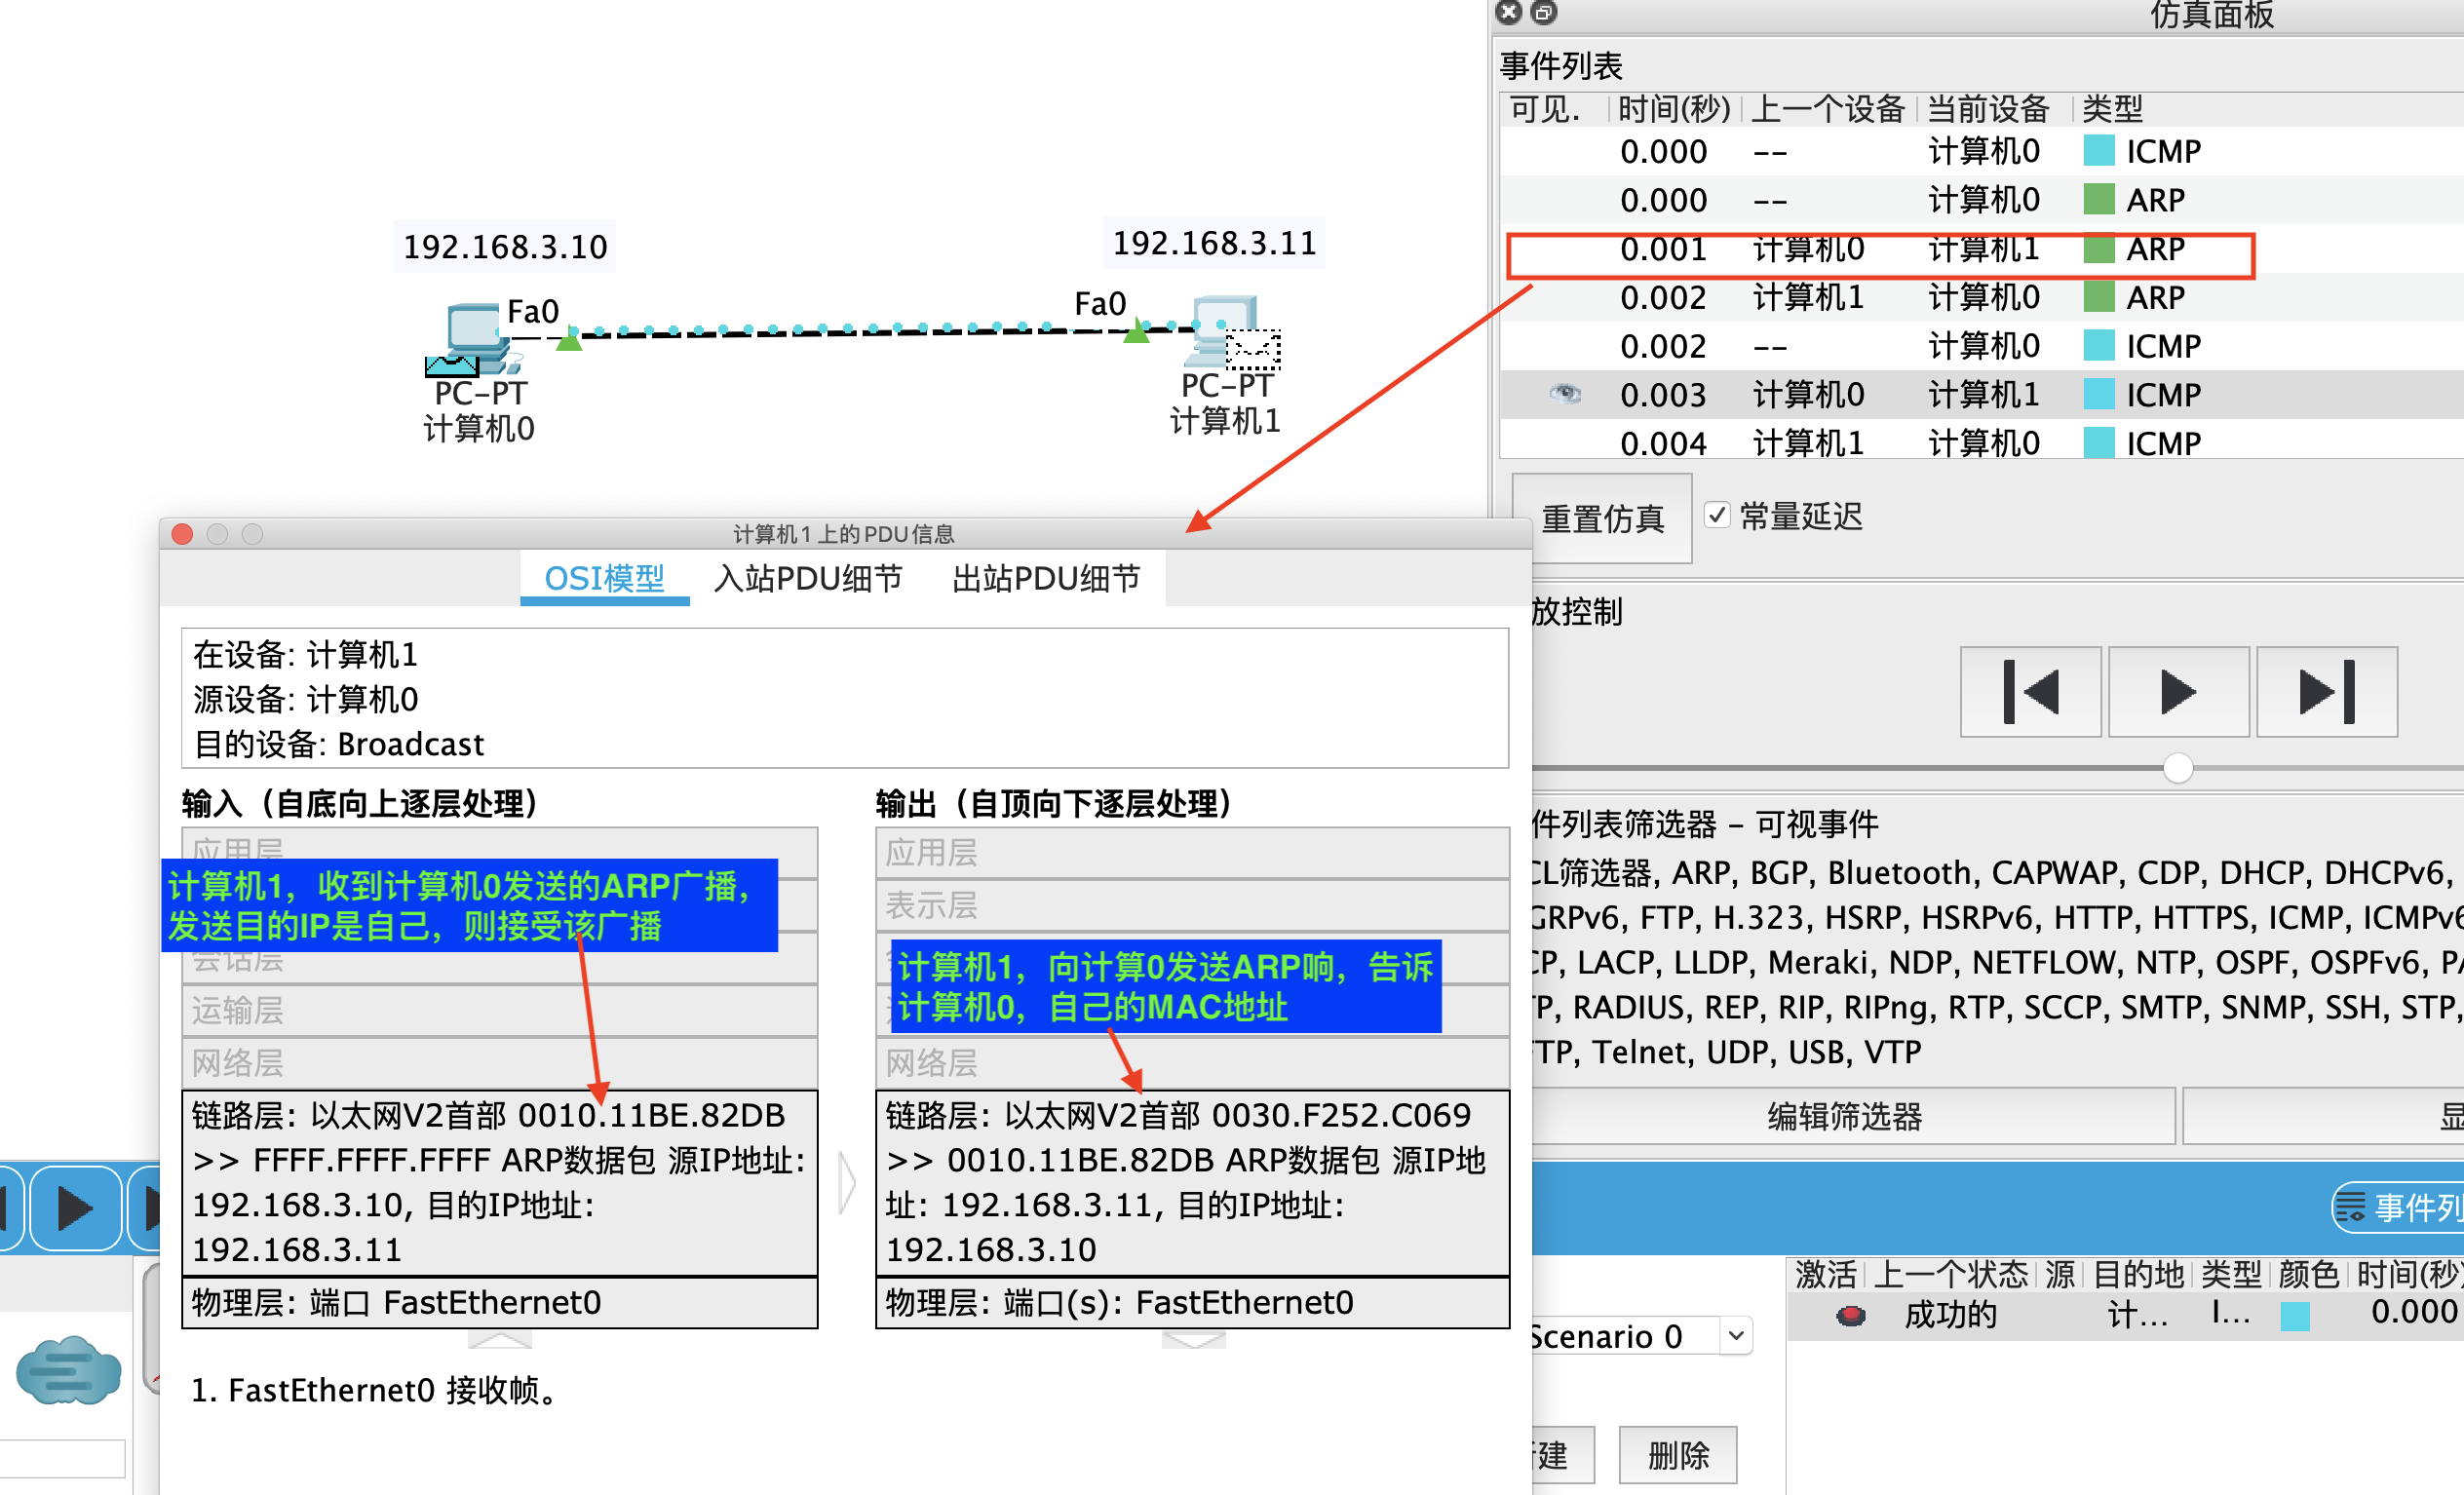 仿真面板
事件列表
可见. 时间(秒) 上一个设备 当前设备 类型
0.000 -- 计算机0 ICMP
0.000 -- 计算机0 ARP
0.001 计算机0 计算机1 ARP
0.002 计算机1 计算机0 ARP
0.002 -- 计算机0 ICMP
0.003 计算机0 计算机1 ICMP
0.004 计算机1 计算机0 ICMP
重置仿真 常量延迟
放控制
192.168.3.10
192.168.3.11
Fa0
Fa0
PC-PT
计算机0
PC-PT
计算机1
计算机1上的PDU信息
OSI模型 入站PDU细节 出站PDU细节
在设备: 计算机1
源设备: 计算机0
目的设备: Broadcast
输入（自底向上逐层处理）
应用层
计算机1，收到计算机0发送的ARP广播，
发送目的IP是自己，则接受该广播
会话层
运输层
网络层
链路层: 以太网V2首部 0010.11BE.82DB
>> FFFF.FFFF.FFFF ARP数据包 源IP地址:
192.168.3.10, 目的IP地址:
192.168.3.11
物理层: 端口 FastEthernet0
输出（自顶向下逐层处理）
应用层
表示层
计算机1，向计算0发送ARP响，告诉
计算机0，自己的MAC地址
网络层
链路层: 以太网V2首部 0030.F252.C069
>> 0010.11BE.82DB ARP数据包 源IP地
址: 192.168.3.11, 目的IP地址:
192.168.3.10
物理层: 端口(s): FastEthernet0
1. FastEthernet0 接收帧。
件列表筛选器 – 可视事件
CL筛选器, ARP, BGP, Bluetooth, CAPWAP, CDP, DHCP, DHCPv6,
GRPv6, FTP, H.323, HSRP, HSRPv6, HTTP, HTTPS, ICMP, ICMPv6
CP, LACP, LLDP, Meraki, NDP, NETFLOW, NTP, OSPF, OSPFv6, PA
TP, RADIUS, REP, RIP, RIPng, RTP, SCCP, SMTP, SNMP, SSH, STP,
FTP, Telnet, UDP, USB, VTP
编辑筛选器
显
事件列
激活 上一个状态 源 目的地 类型 颜色 时间(秒)
成功的 计... I... 0.000
Scenario 0
建 删除